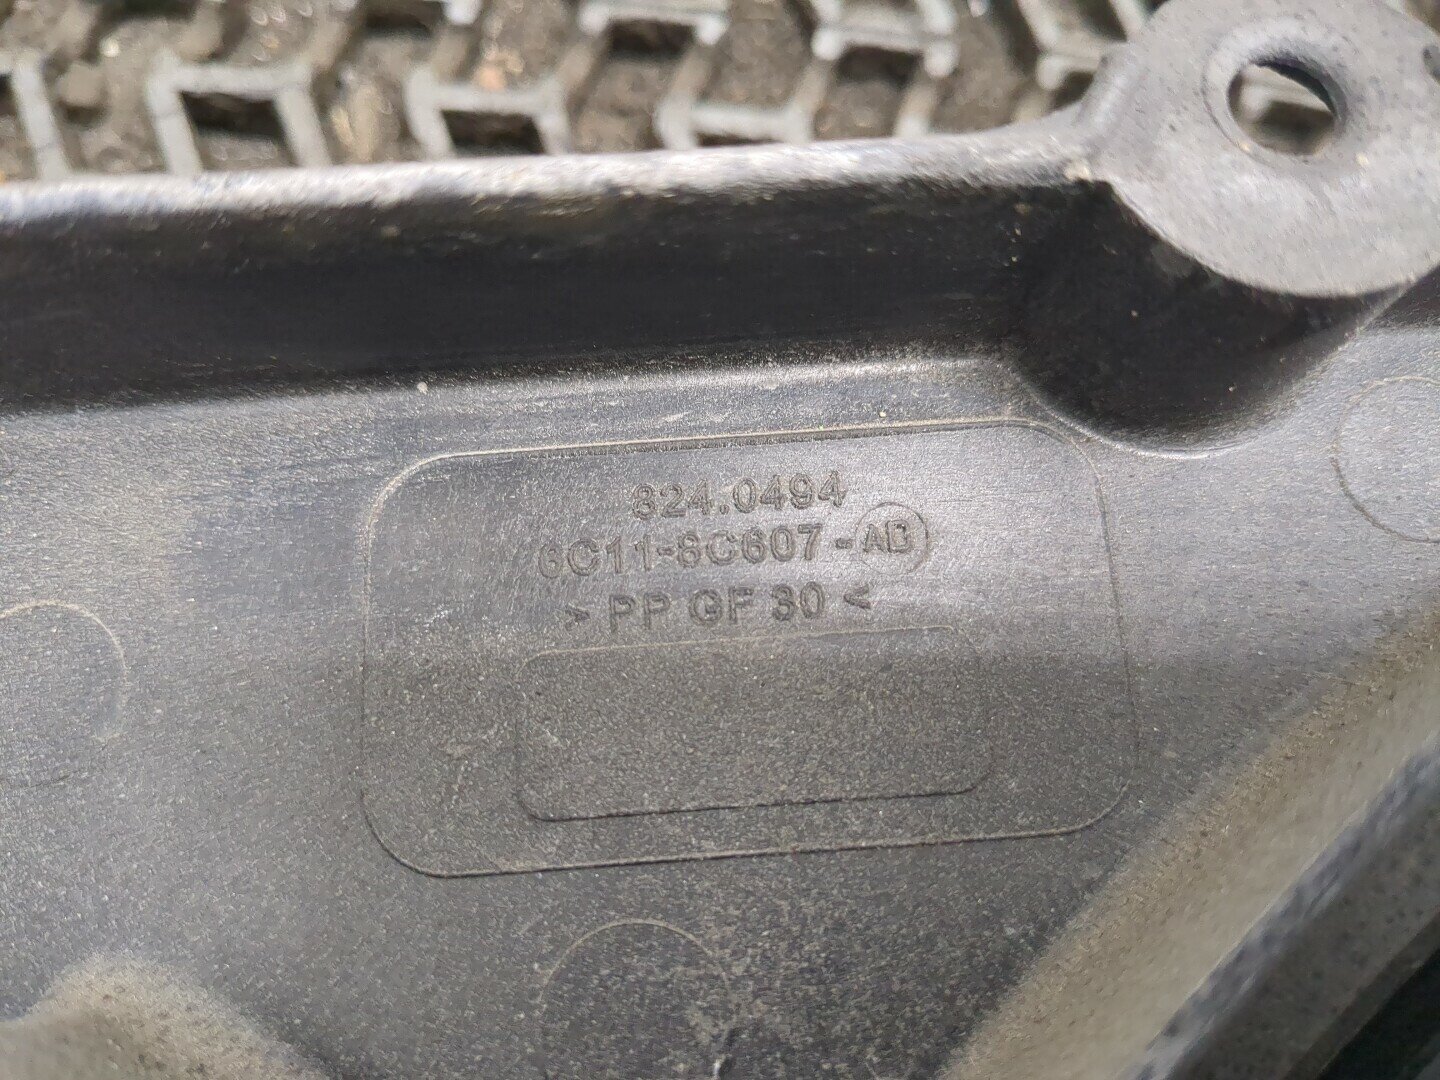 824.0494
6C11-8C607-AB
> PP GF 30 <